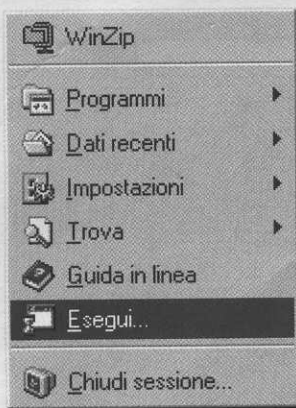 WinZip
Programmi
Dati recenti
Impostazioni
Trova
Guida in linea
Esegui...
Chiudi sessione...